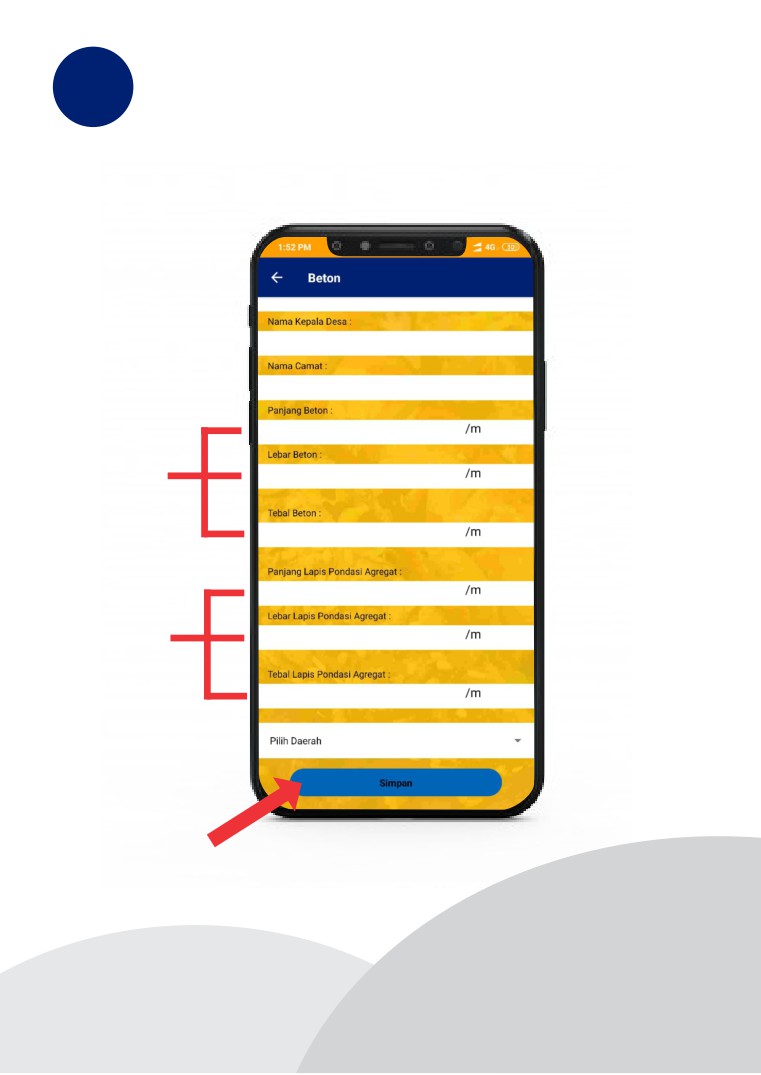 1:52 PM
4G
Beton
Nama Kepala Desa :
Nama Camat :
Panjang Beton :
/m
Lebar Beton :
/m
Tebal Beton :
/m
Panjang Lapis Pondasi Agregat :
/m
Lebar Lapis Pondasi Agregat :
/m
Tebal Lapis Pondasi Agregat :
/m
Pilih Daerah
Simpan